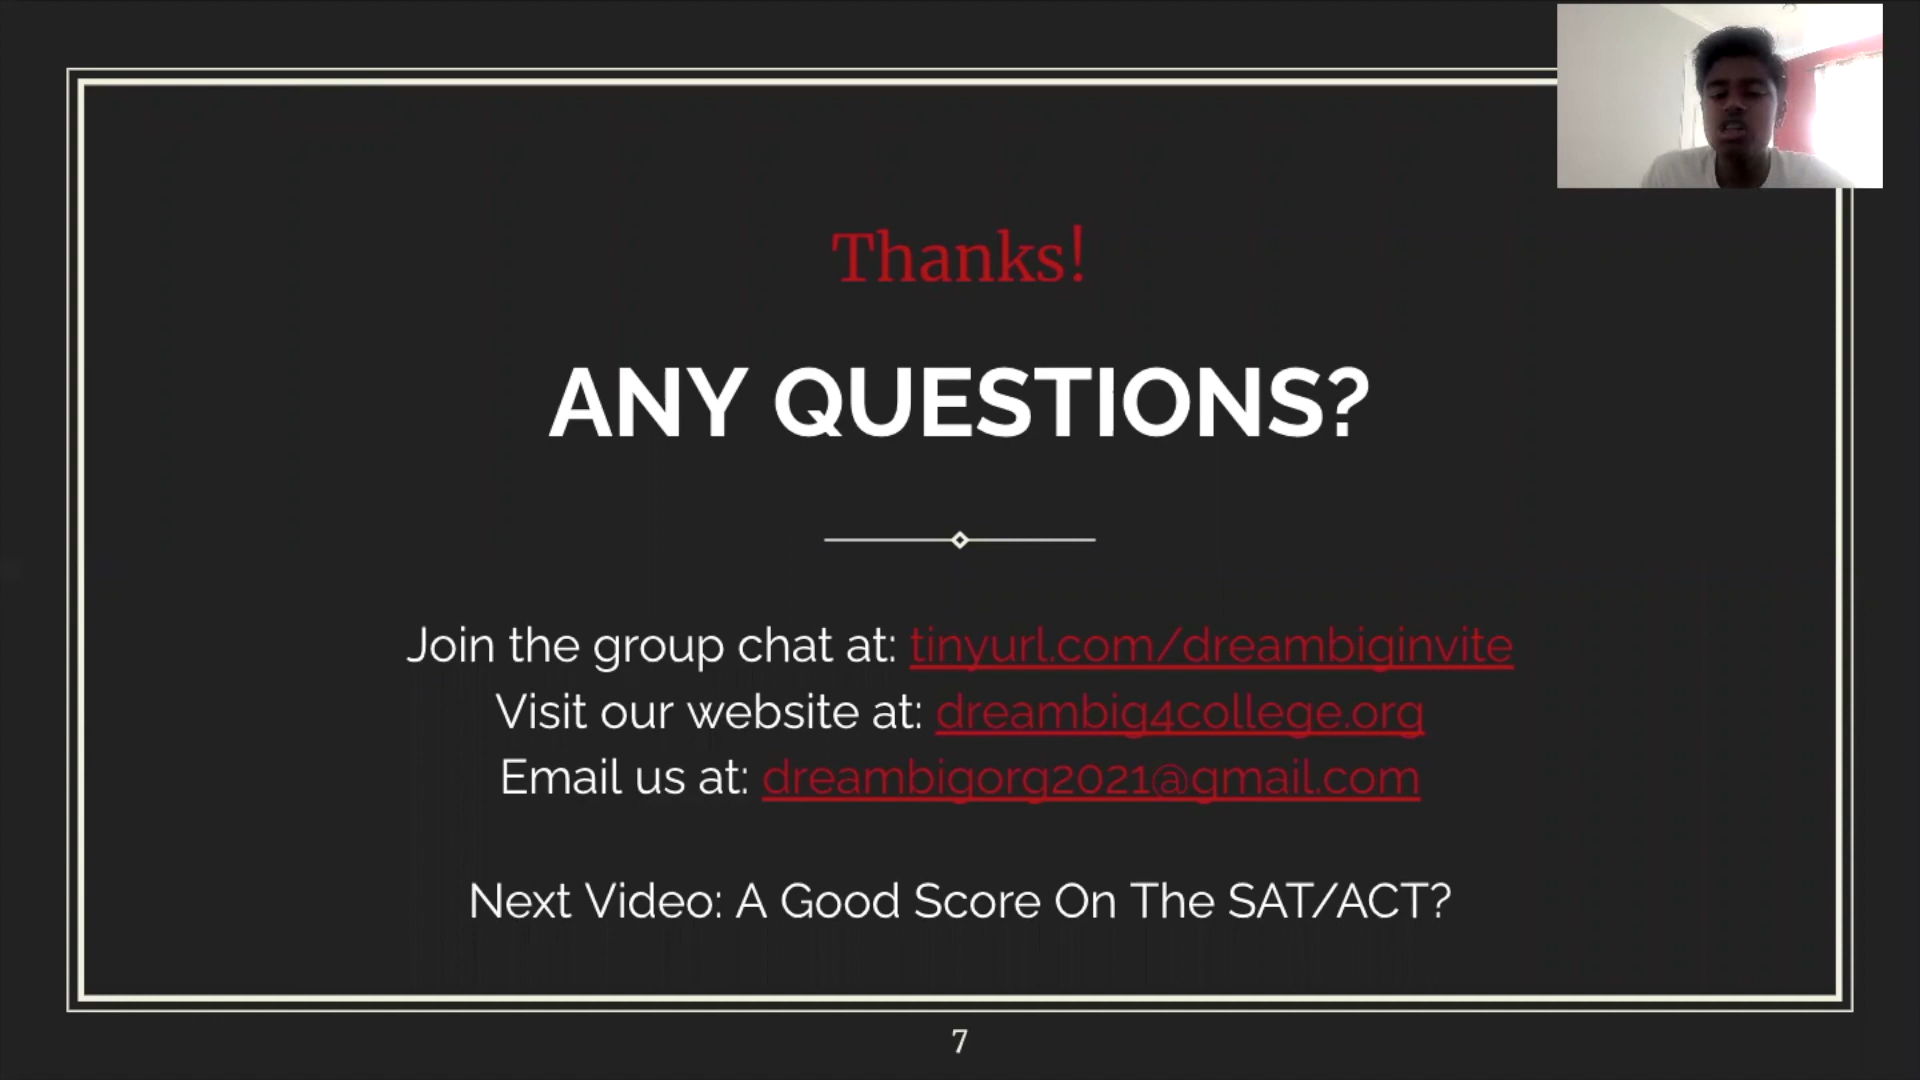 Thanks!
ANY QUESTIONS?
Join the group chat at: tinyurl.com/dreambiginvite
Visit our website at: dreambig4college.org
Email us at: dreambigorg2021@gmail.com
Next Video: A Good Score On The SAT/ACT?
7